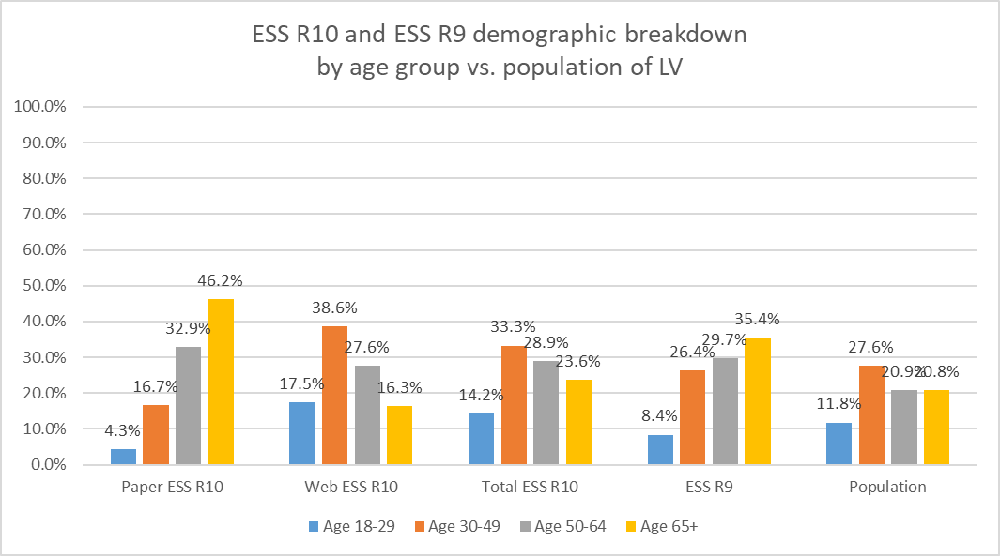 ESS R10 and ESS R9 demographic breakdown
by age group vs. population of LV
100.0%
90.0%
80.0%
70.0%
60.0%
50.0%
40.0%
30.0%
20.0%
10.0%
0.0%
4.3%
16.7%
32.9%
46.2%
17.5%
38.6%
27.6%
16.3%
14.2%
33.3%
28.9%
23.6%
8.4%
26.4%
29.7%
35.4%
11.8%
27.6%
20.9%
20.8%
Paper ESS R10
Web ESS R10
Total ESS R10
ESS R9
Population
Age 18-29
Age 30-49
Age 50-64
Age 65+